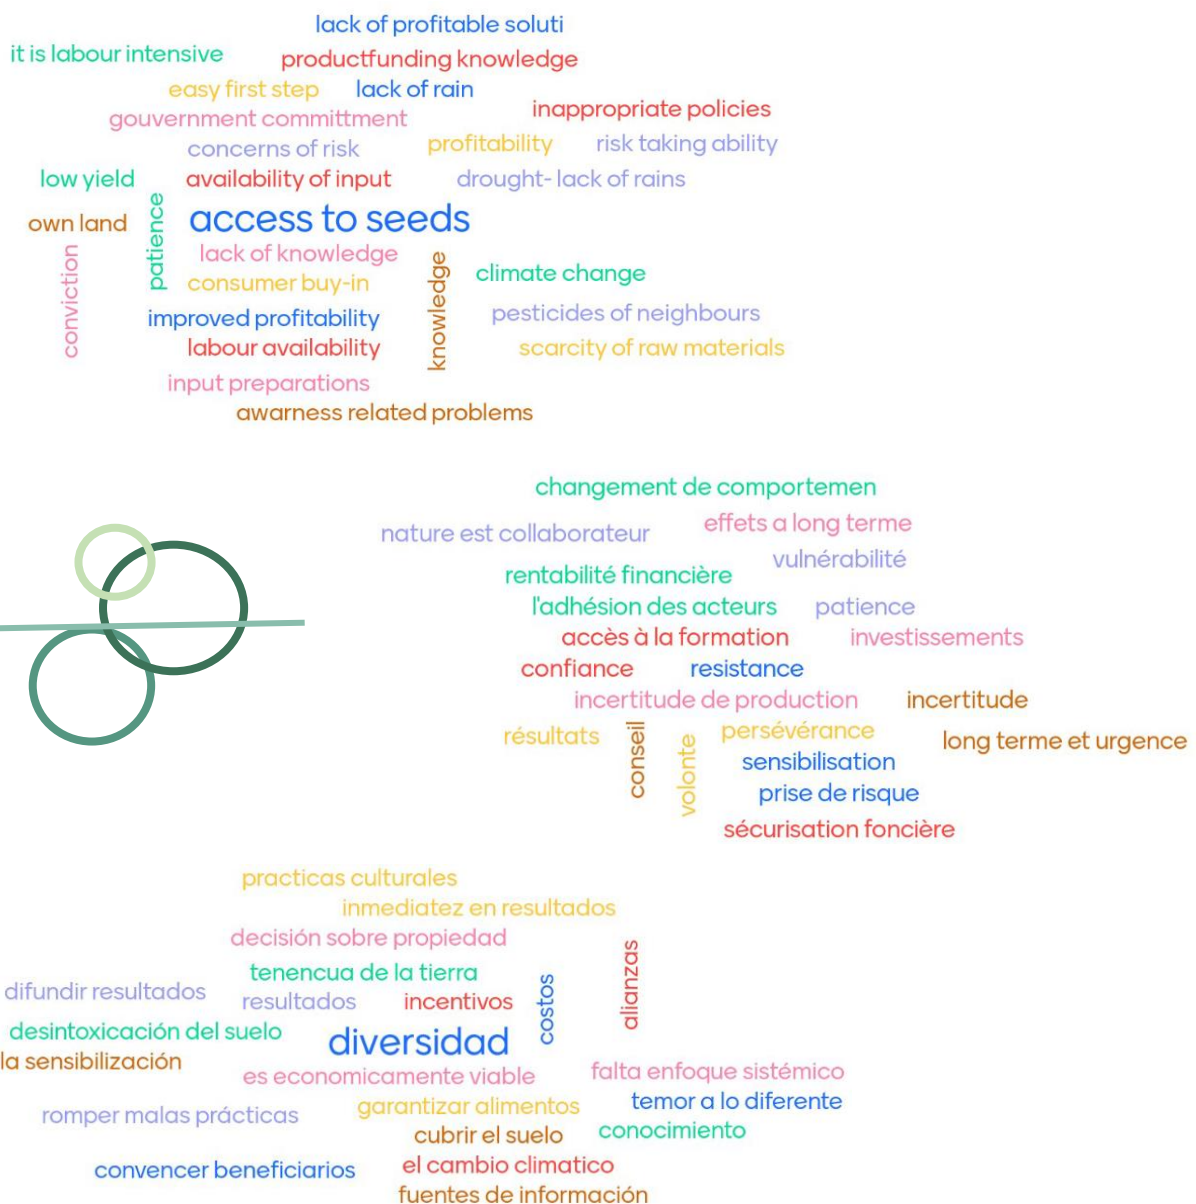 lack of profitable soluti
it is labour intensive
productfunding knowledge
easy first step
lack of rain
inappropriate policies
gouvernment committment
concerns of risk
profitability
risk taking ability
low yield
availability of input
drought- lack of rains
patience
own land
access to seeds
conviction
lack of knowledge
knowledge
consumer buy-in
climate change
improved profitability
pesticides of neighbours
labour availability
scarcity of raw materials
input preparations
awarness related problems
changement de comportemen
nature est collaborateur
effets a long terme
vulnérabilité
rentabilité financière
l'adhésion des acteurs
patience
accès à la formation
investissements
confiance
resistance
incertitude de production
incertitude
résultats
conseil
volonte
persévérance
long terme et urgence
sensibilisation
prise de risque
sécurisation foncière
practicas culturales
inmediatez en resultados
decisión sobre propiedad
alianzas
tenencua de la tierra
difundir resultados
resultados
incentivos
costos
desintoxicación del suelo
diversidad
la sensibilización
es economicamente viable
falta enfoque sistémico
garantizar alimentos
temor a lo diferente
romper malas prácticas
cubrir el suelo
conocimiento
convencer beneficiarios
el cambio climatico
fuentes de información